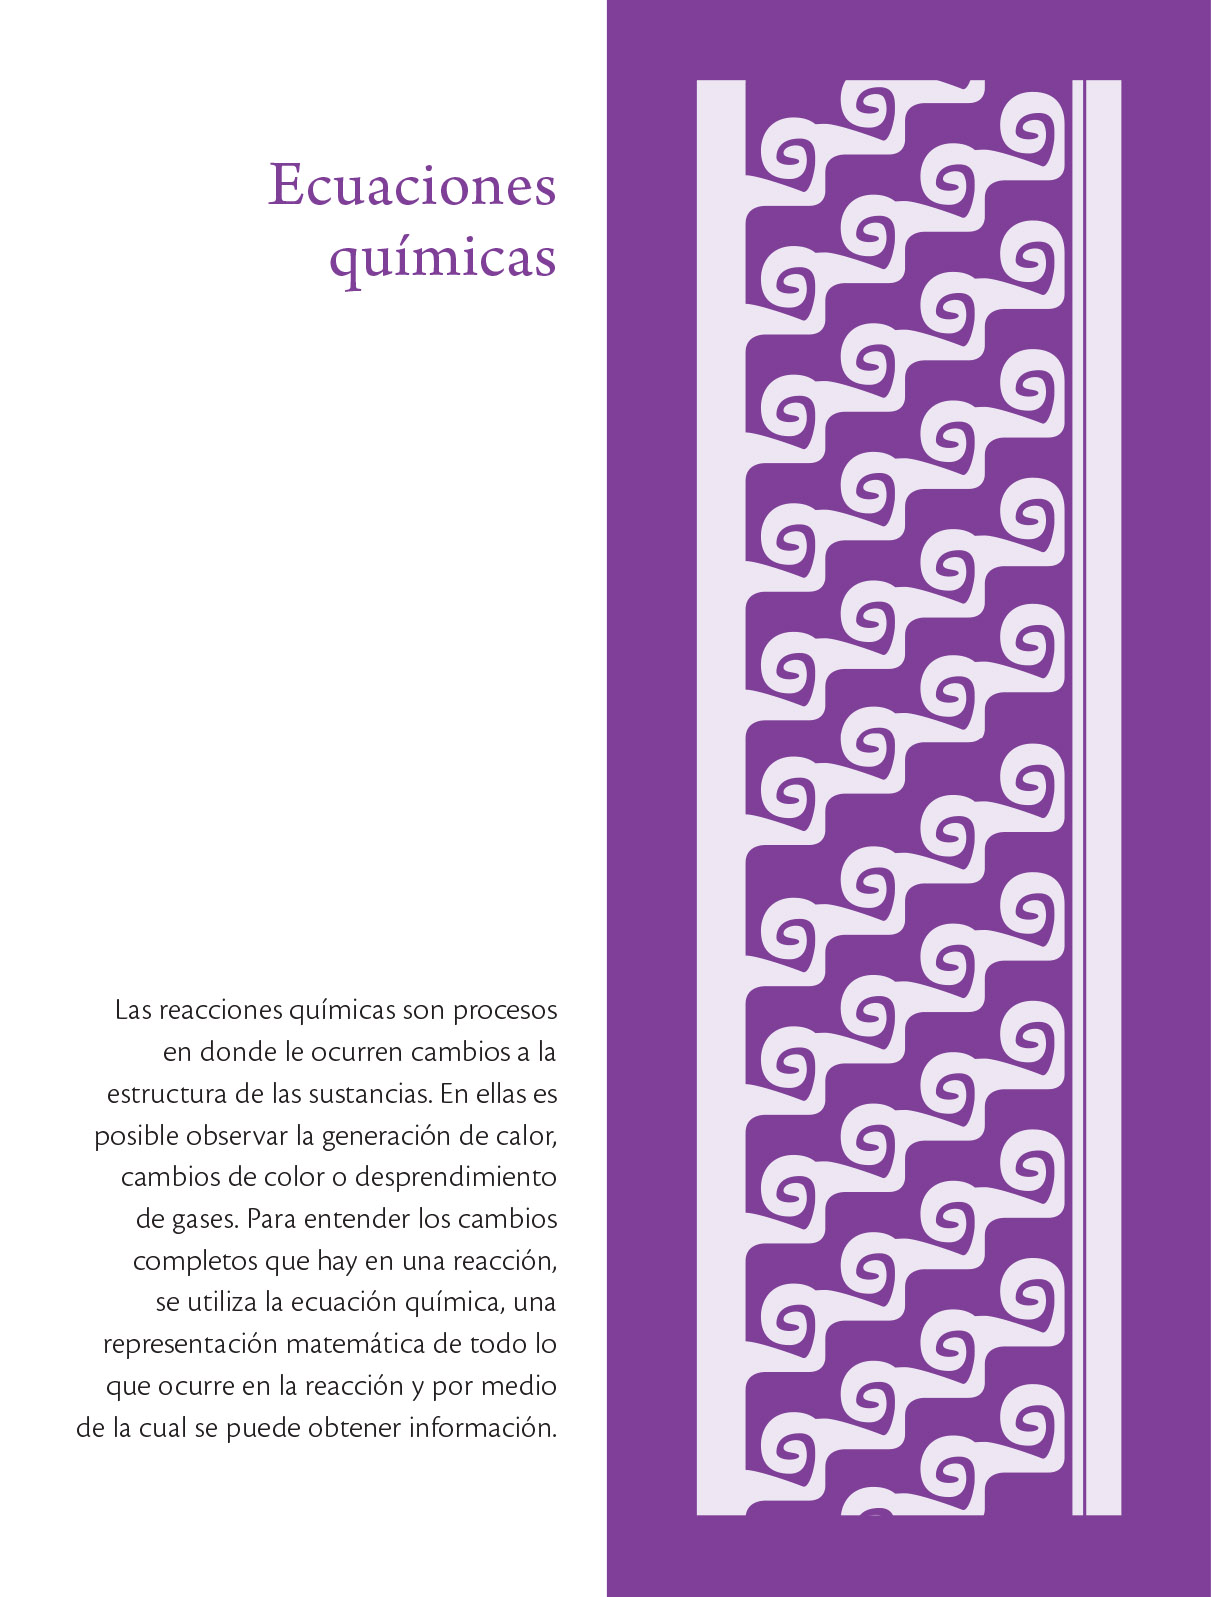 Ecuaciones
químicas
Las reacciones químicas son procesos
en donde le ocurren cambios a la
estructura de las sustancias. En ellas es
posible observar la generación de calor,
cambios de color o desprendimiento
de gases. Para entender los cambios
completos que hay en una reacción,
se utiliza la ecuación química, una
representación matemática de todo lo
que ocurre en la reacción y por medio
de la cual se puede obtener información.